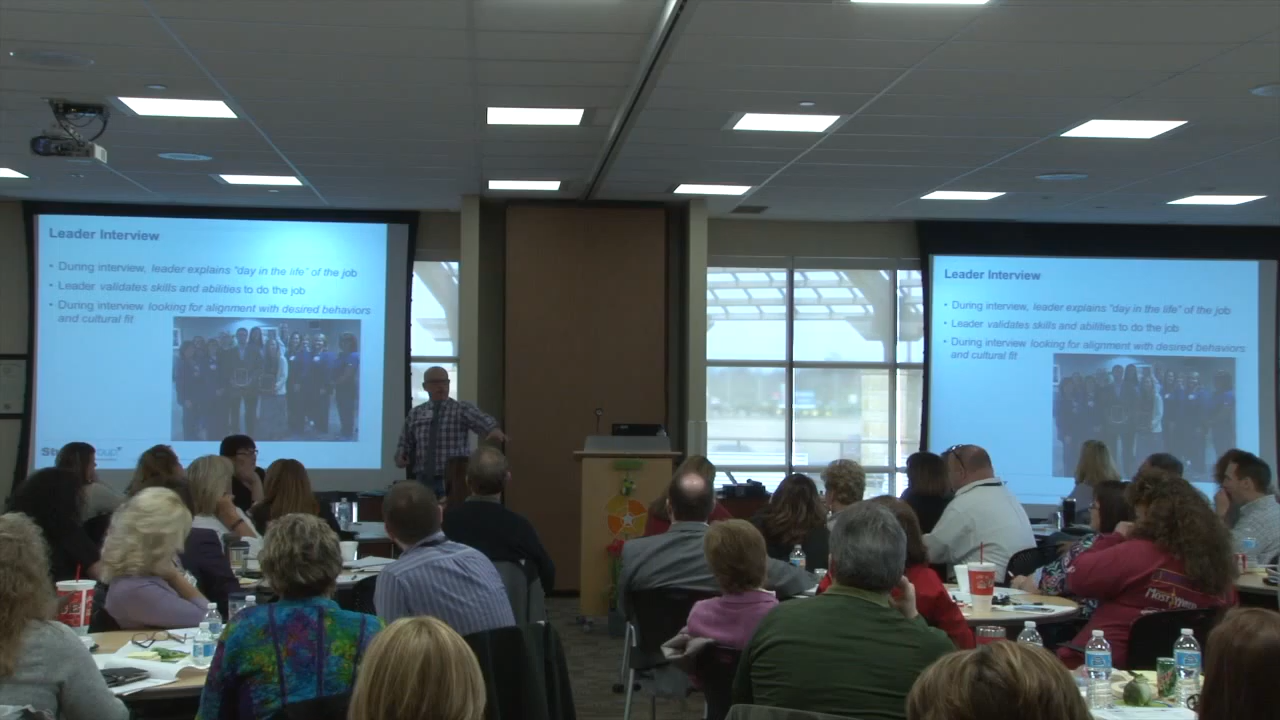 Leader Interview
• During interview, leader explains "day in the life" of the job
• Leader validates skills and abilities to do the job
• During interview looking for alignment with desired behaviors
and cultural fit
Leader Interview
• During interview, leader explains "day in the life" of the job
• Leader validates skills and abilities to do the job
• During interview looking for alignment with desired behaviors
and cultural fit